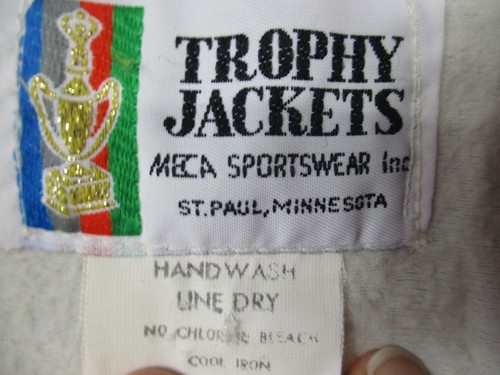 TROPHY
JACKETS
MECA SPORTSWEAR Inc
ST. PAUL, MINNESOTA
HAND WASH
LINE DRY
NO CHLORINE BLEACH
COOL IRON